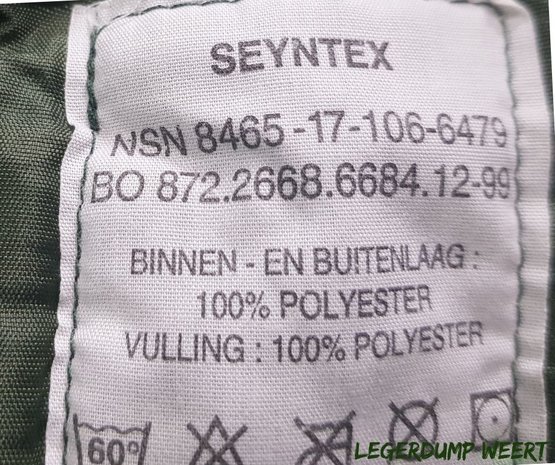 SEYNTEX
NSN 8465-17-106-6479
BO 872.2668.6684.12-99
BINNEN - EN BUITENLAAG :
100% POLYESTER
VULLING : 100% POLYESTER
60°
LEGERDUMP WEERT